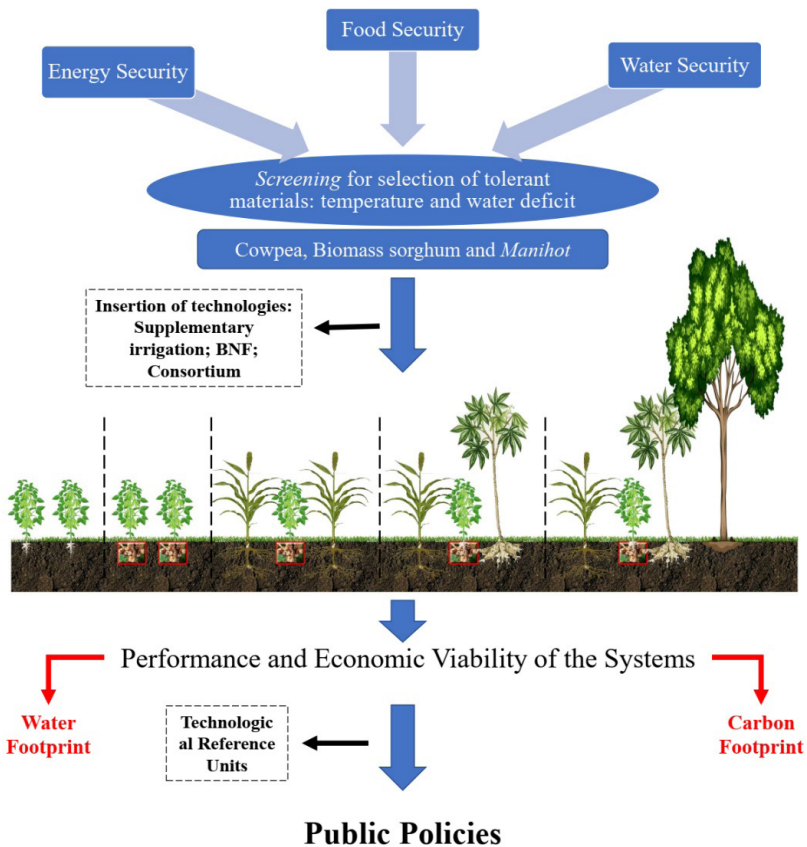 Food Security
Energy Security
Water Security
Screening for selection of tolerant
materials: temperature and water deficit
Cowpea, Biomass sorghum and Manihot
Insertion of technologies:
Supplementary
irrigation; BNF;
Consortium
Performance and Economic Viability of the Systems
Water
Footprint
Carbon
Footprint
Technologic
al Reference
Units
Public Policies